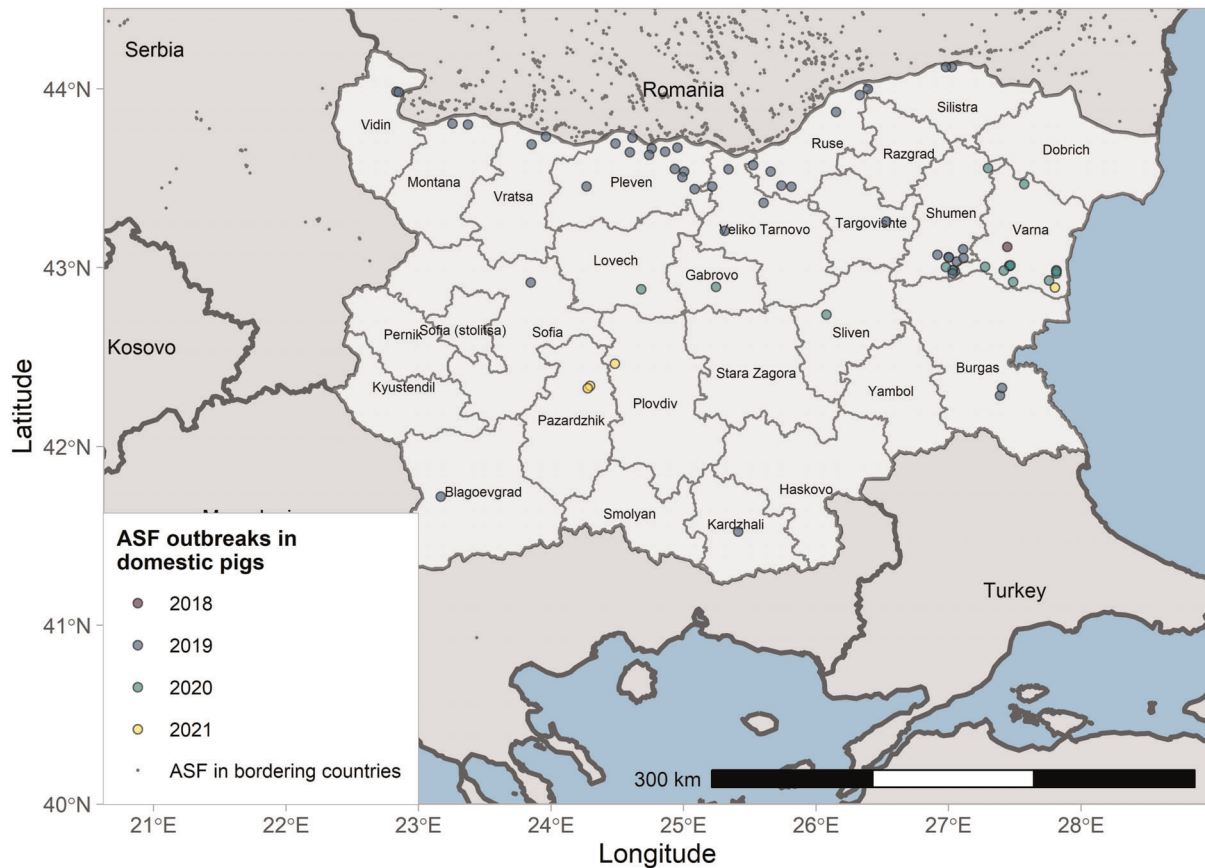 Serbia
44°N
Romania
Silistra
Vidin
Ruse
Dobrich
Razgrad
Montana
Pleven
Vratsa
Shumen
Targovishte
Varna
Veliko Tarnovo
43°N
Lovech
Gabrovo
Pernik
Sofia (stolitsa)
Sofia
Sliven
Kosovo
Stara Zagora
Burgas
Kyustendil
Yambol
Plovdiv
Pazardzhik
42°N
Latitude
Blagoevgrad
Haskovo
Smolyan
Kardzhali
ASF outbreaks in
domestic pigs
2018
2019
2020
2021
ASF in bordering countries
Turkey
41°N
300 km
40°N
21°E
22°E
23°E
24°E
25°E
26°E
27°E
28°E
Longitude